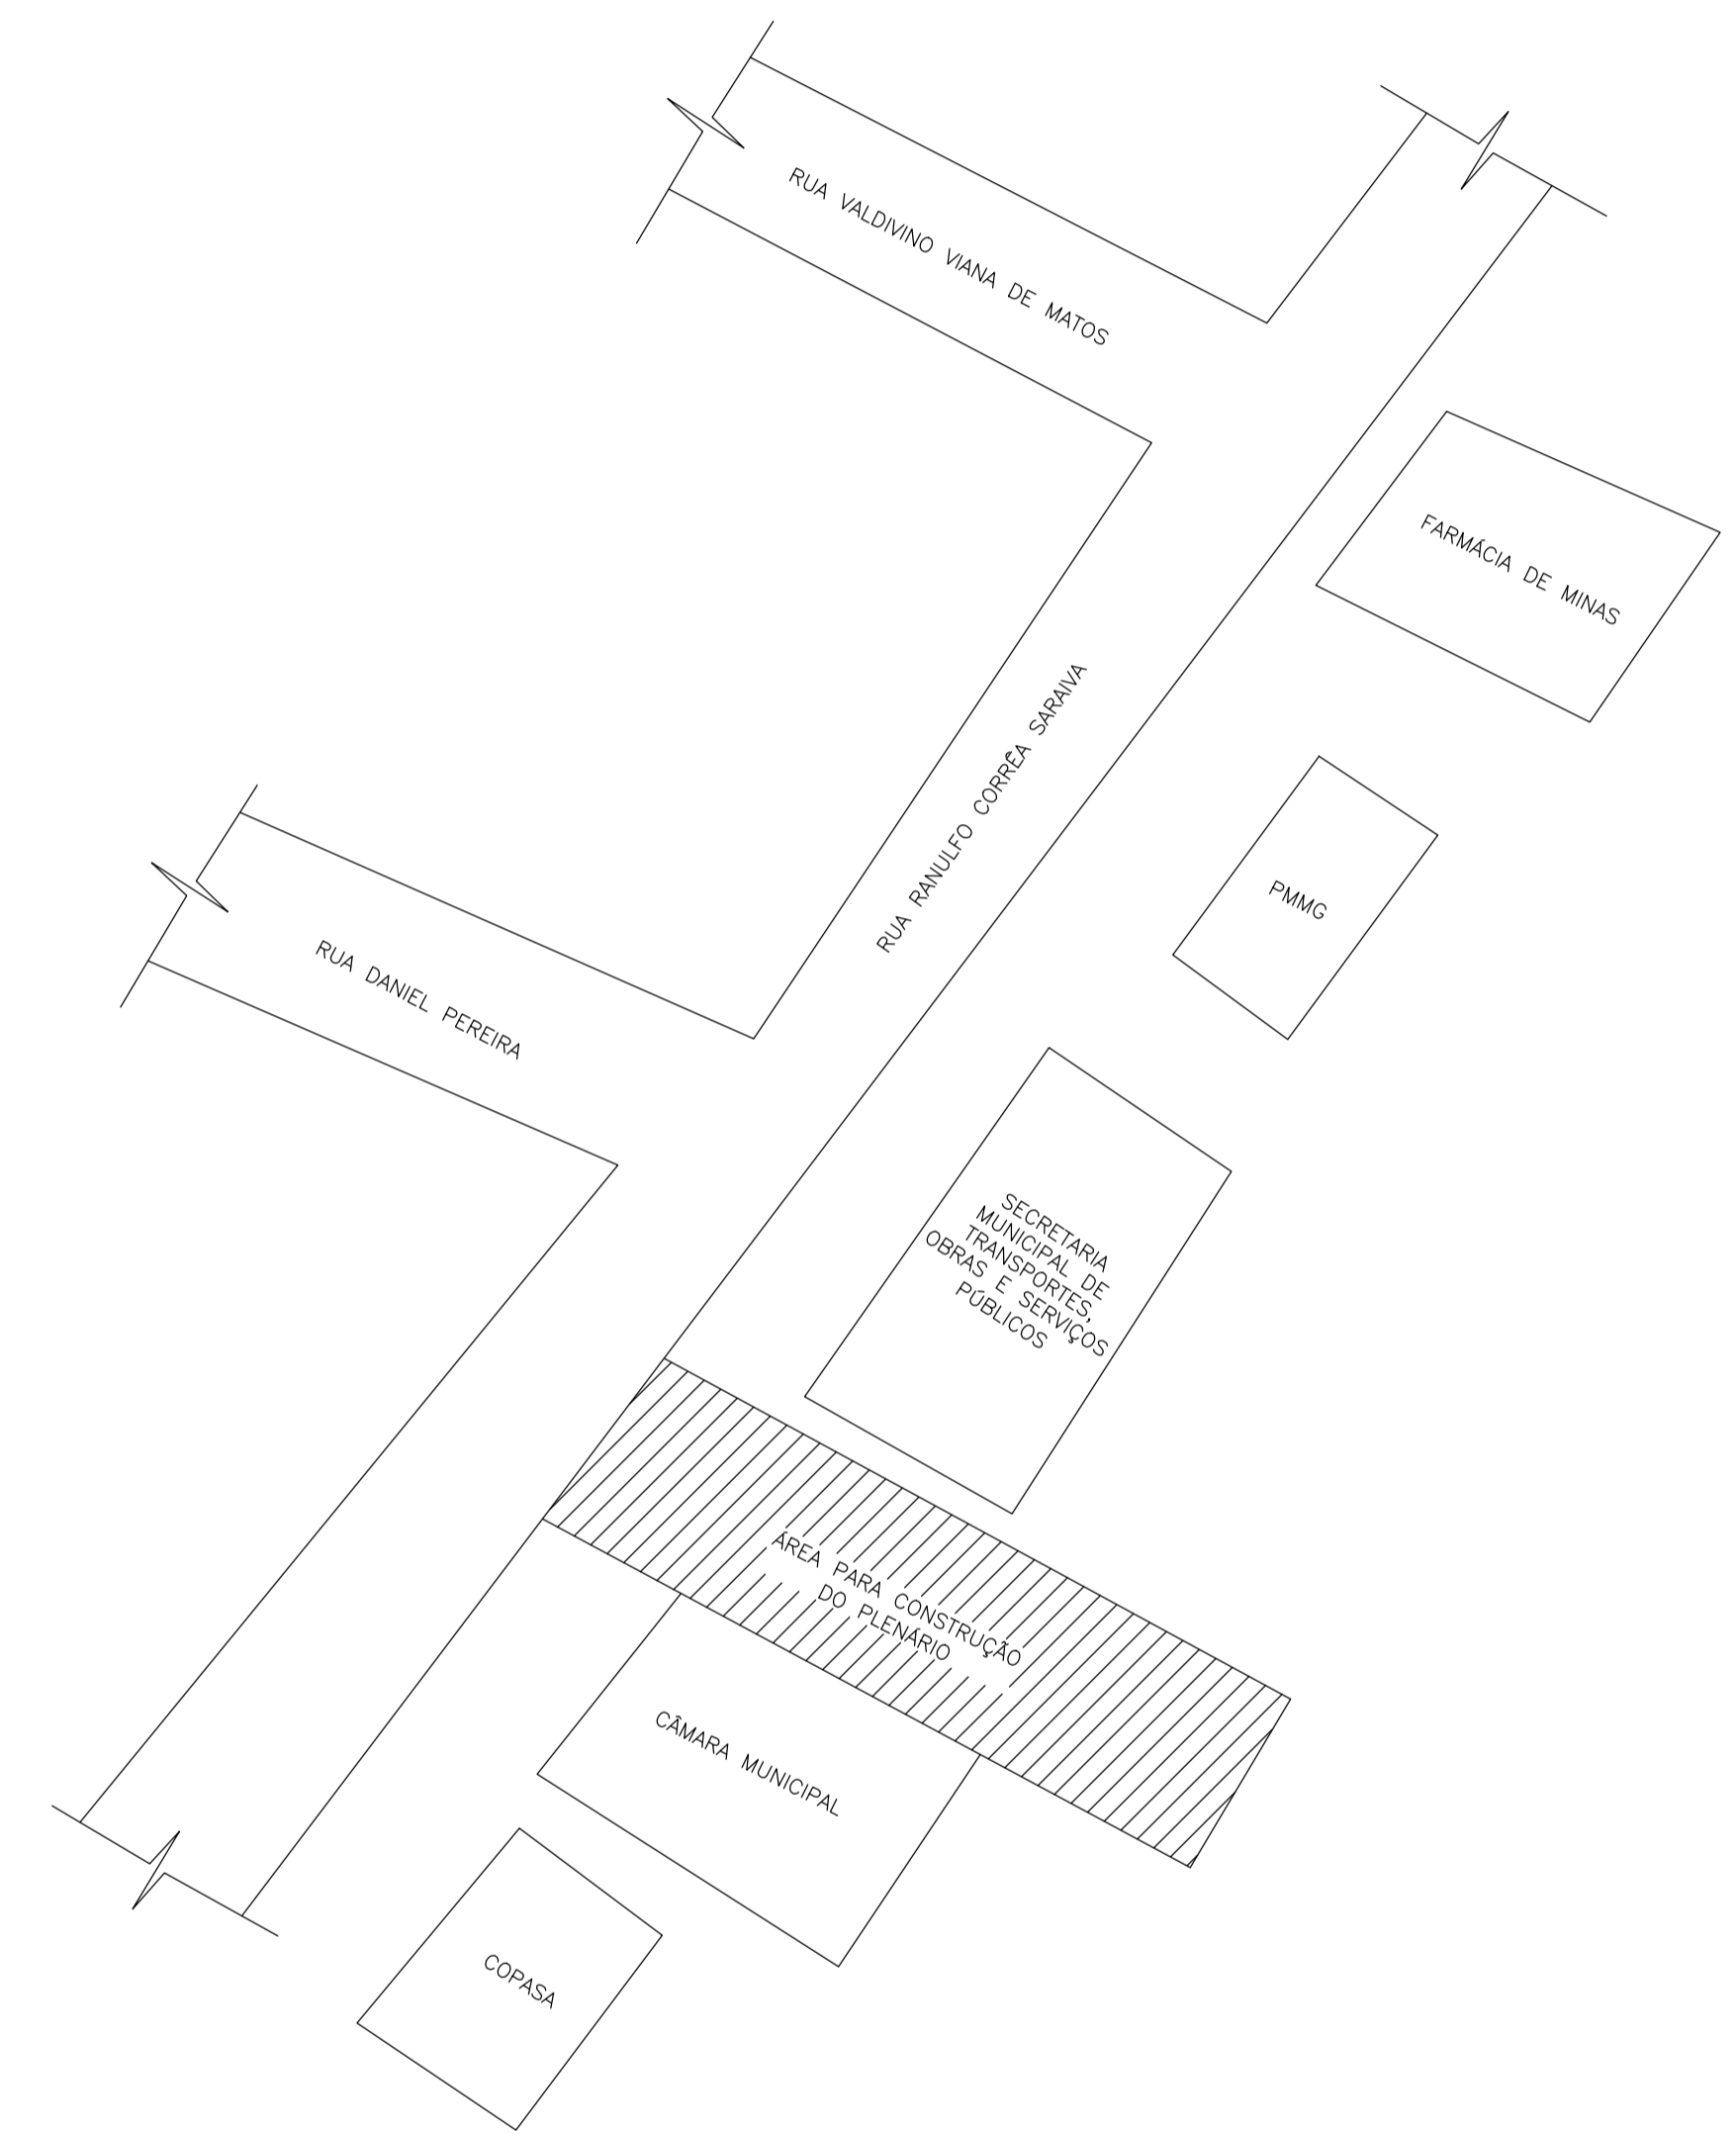 RUA VALDIVINO VIANA DE MATOS
FARMÁCIA DE MINAS
RUA RANULFO CORRÊA SARAIVA
PMMG
RUA DANIEL PEREIRA
SECRETARIA
MUNICIPAL DE
TRANSPORTES,
OBRAS E SERVIÇOS
PÚBLICOS
ÁREA PARA CONSTRUÇÃO
DO PLENÁRIO
CÂMARA MUNICIPAL
COPASA